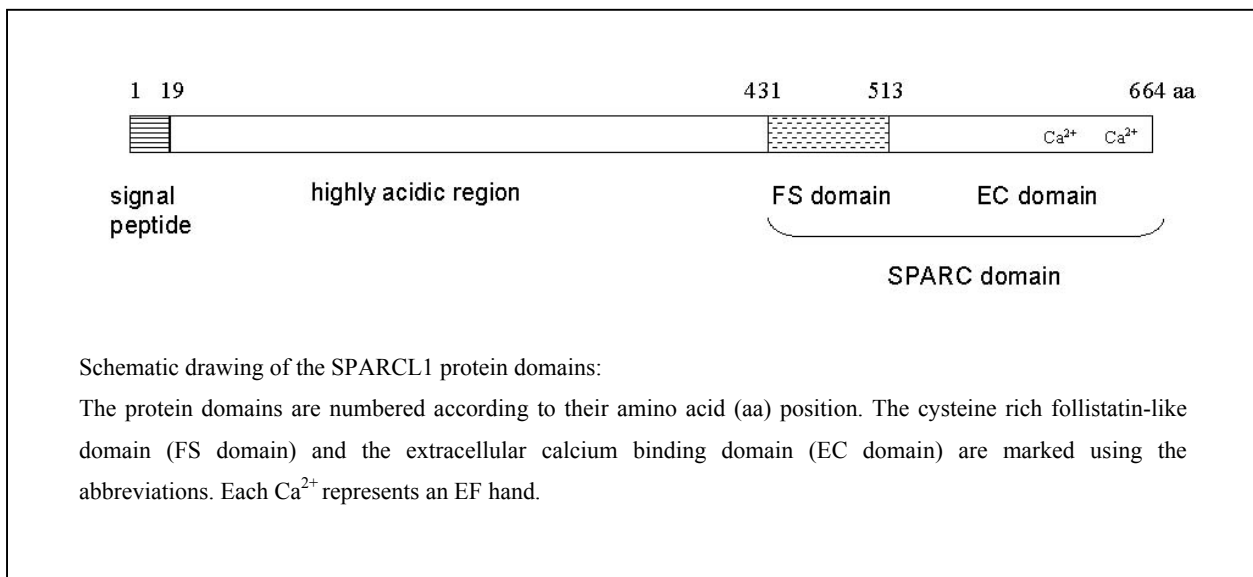 1 19 431 513 664 aa
Ca²⁺ Ca²⁺
signal highly acidic region FS domain EC domain
peptide
SPARC domain
Schematic drawing of the SPARCL1 protein domains:
The protein domains are numbered according to their amino acid (aa) position. The cysteine rich follistatin-like
domain (FS domain) and the extracellular calcium binding domain (EC domain) are marked using the
abbreviations. Each Ca²⁺ represents an EF hand.